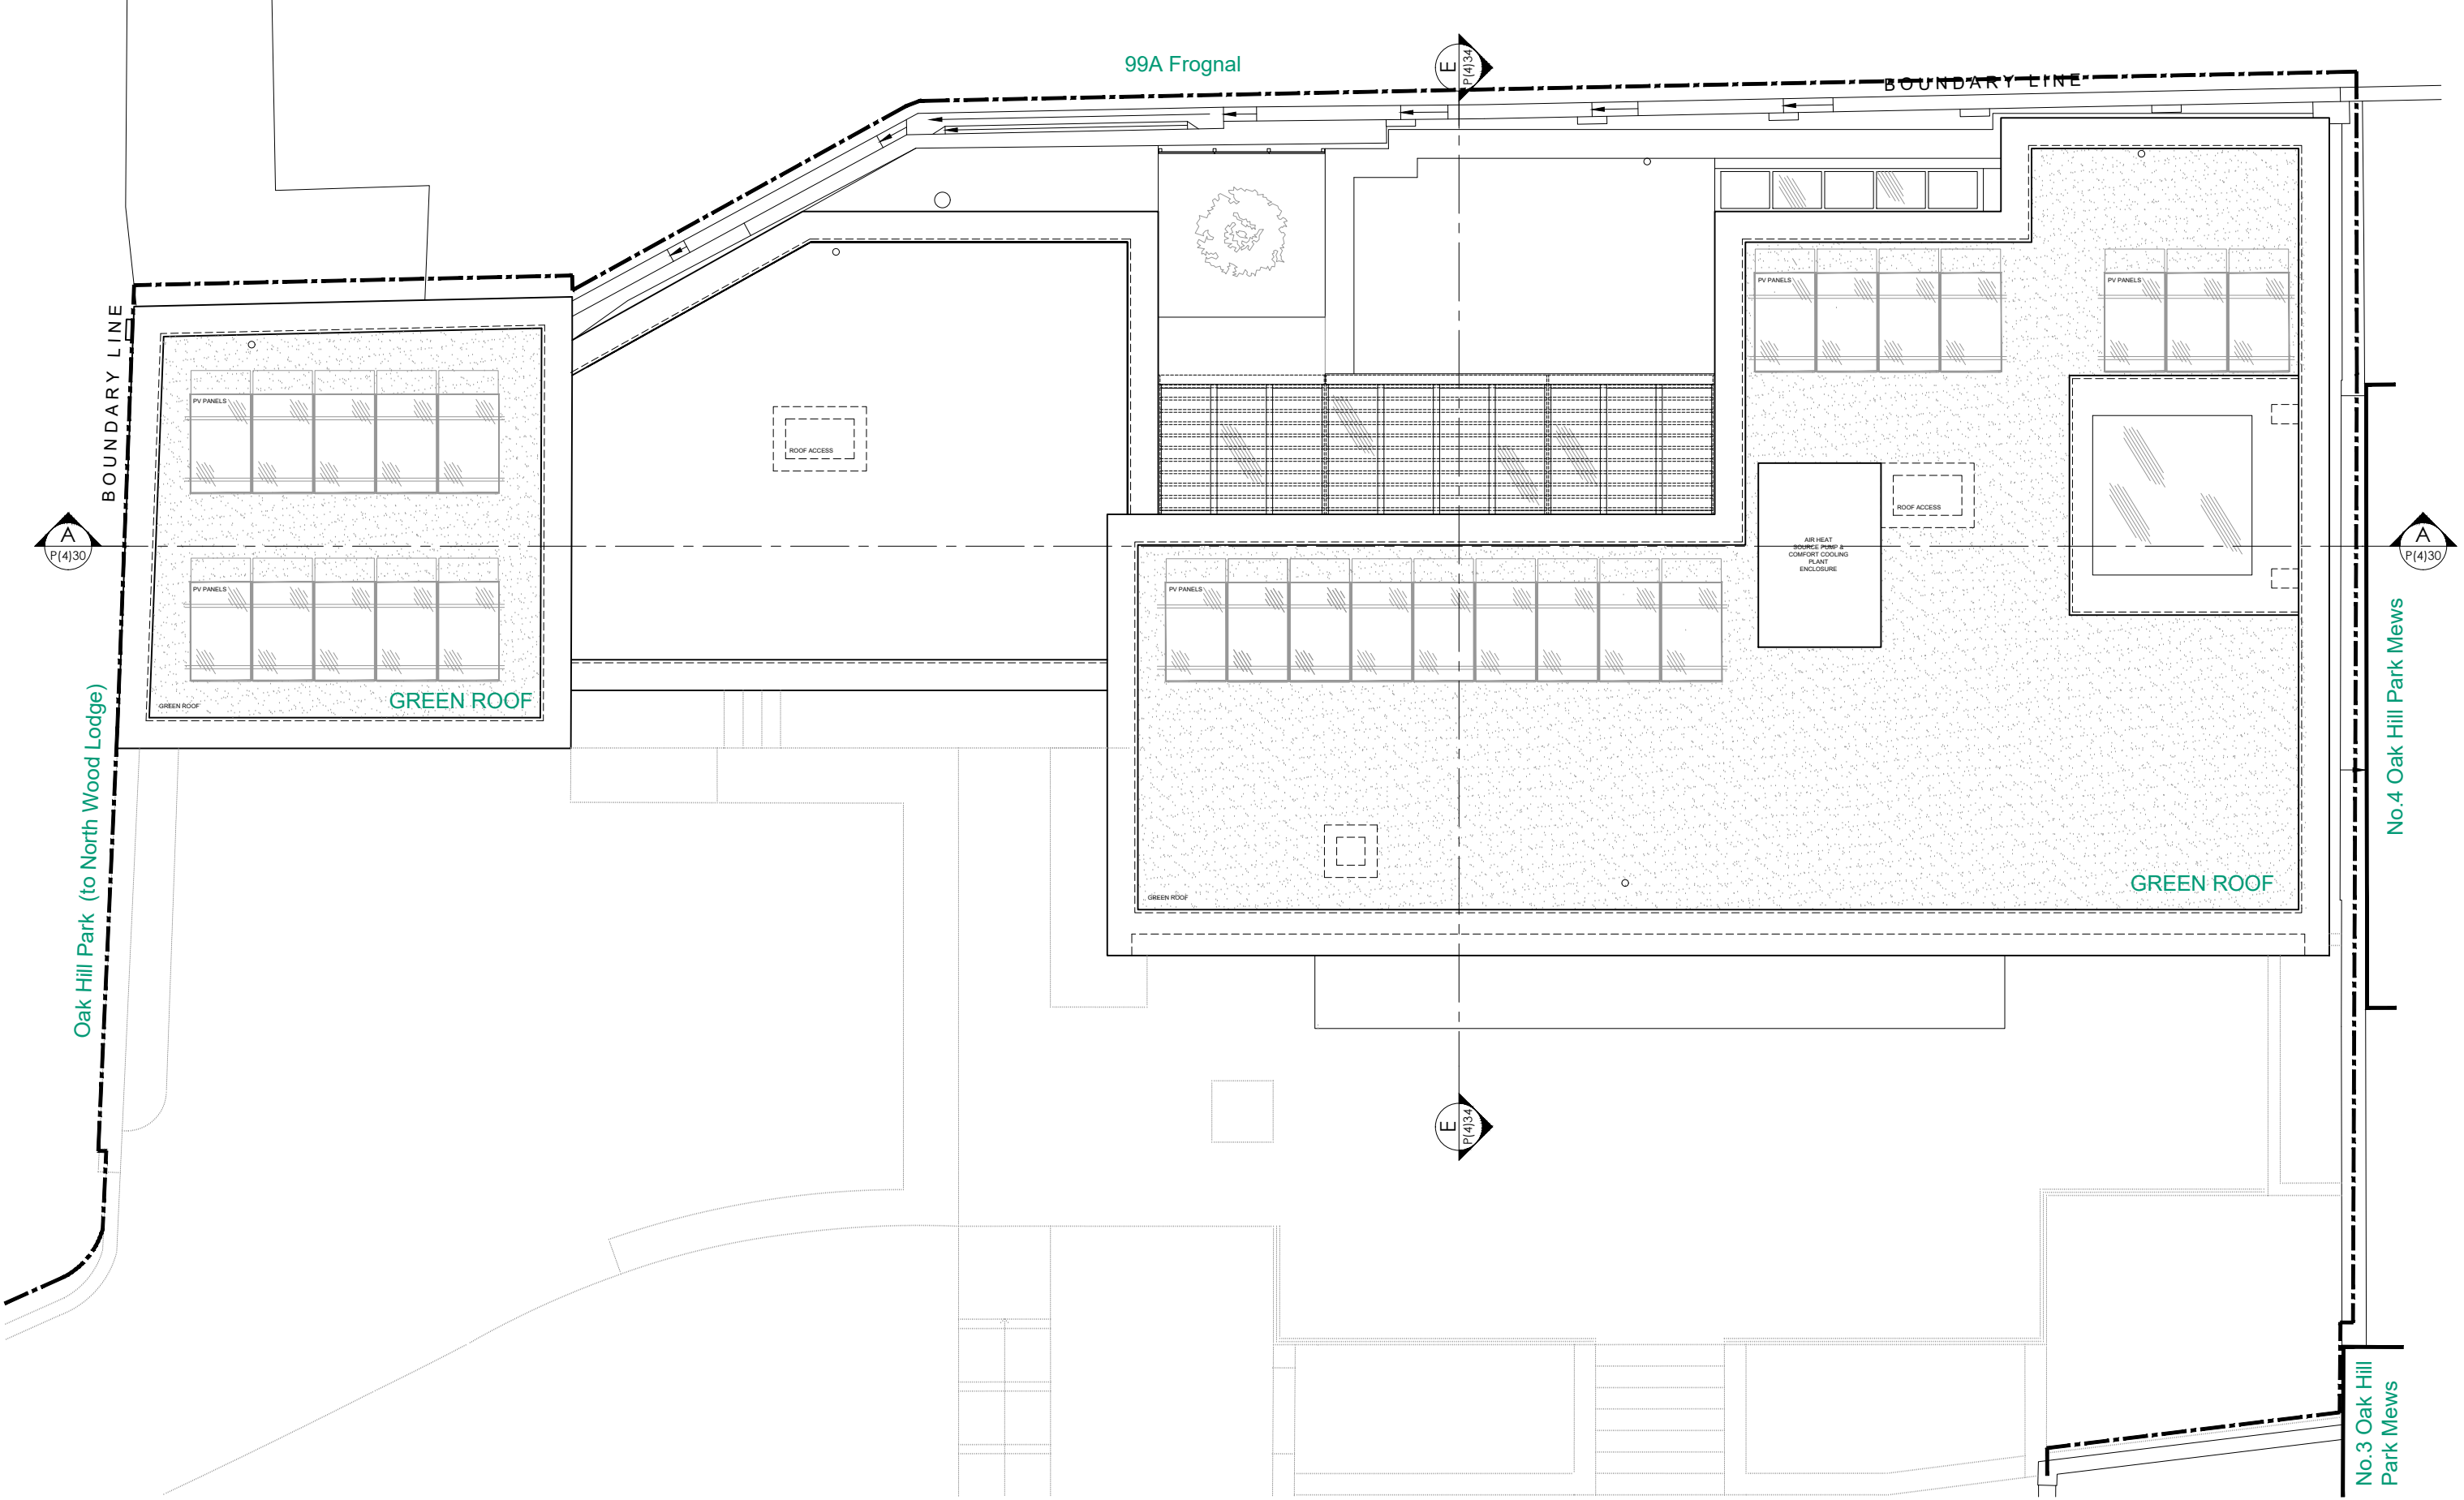 99A Frognal
E
P(4)34
BOUNDARY LINE
BOUNDARY LINE
PV PANELS
PV PANELS
PV PANELS
ROOF ACCESS
ROOF ACCESS
A
P(4)30
AIR HEAT
SOURCE PUMP &
COMFORT COOLING
PLANT
ENCLOSURE
A
P(4)30
PV PANELS
PV PANELS
GREEN ROOF
GREEN ROOF
Oak Hill Park (to North Wood Lodge)
No.4 Oak Hill Park Mews
GREEN ROOF
GREEN ROOF
E
P(4)34
No.3 Oak Hill
Park Mews